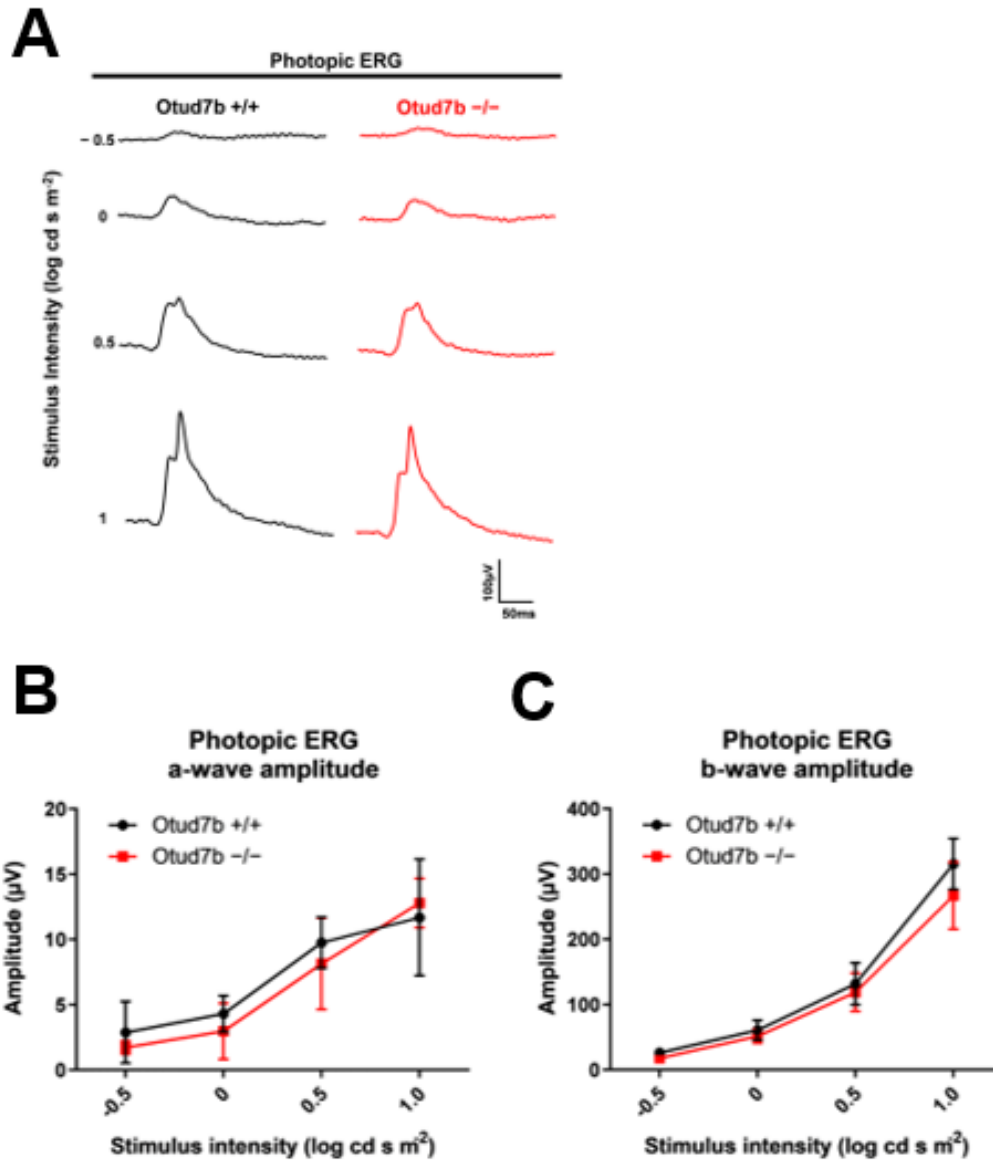 A
Photopic ERG
Otud7b +/+
Otud7b −/−
Stimulus Intensity (log cd s m⁻²)
− 0.5
0
0.5
1
100µV
50ms
B
Photopic ERG
a-wave amplitude
Otud7b +/+
Otud7b −/−
Amplitude (µV)
20
15
10
5
0
-0.5
0
0.5
1.0
Stimulus intensity (log cd s m⁻²)
C
Photopic ERG
b-wave amplitude
Otud7b +/+
Otud7b −/−
Amplitude (µV)
400
300
200
100
0
-0.5
0
0.5
1.0
Stimulus intensity (log cd s m⁻²)